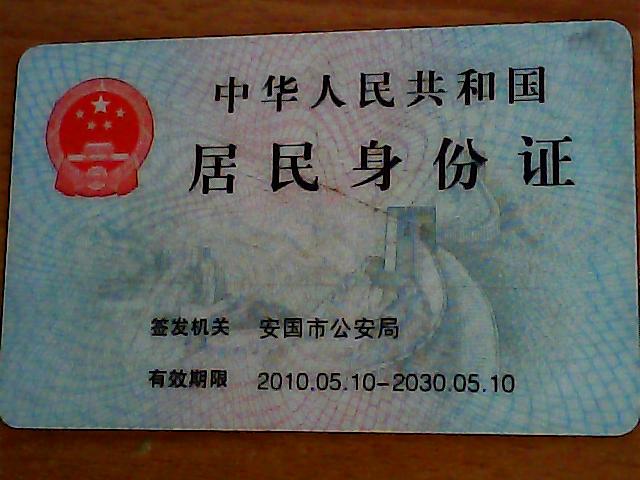 中华人民共和国
居民身份证
签发机关 安国市公安局
有效期限 2010.05.10-2030.05.10